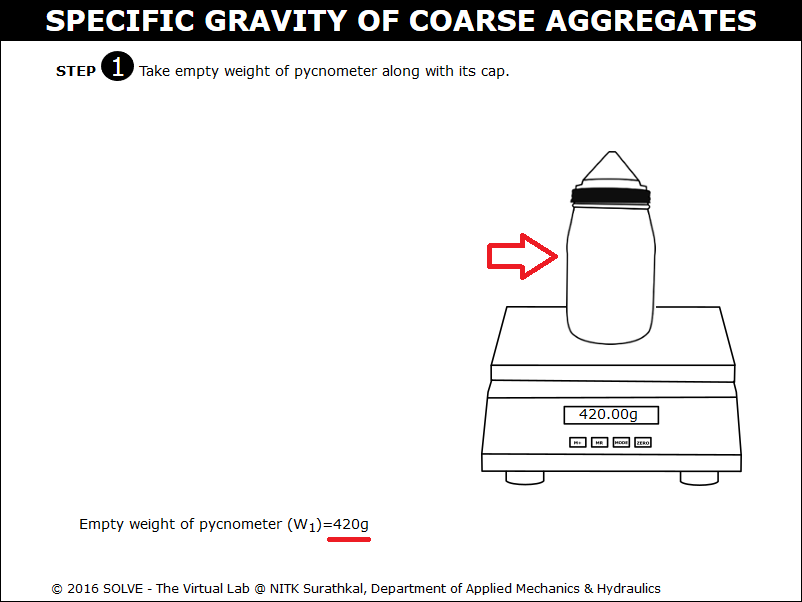 SPECIFIC GRAVITY OF COARSE AGGREGATES
STEP 1 Take empty weight of pycnometer along with its cap.
420.00g
M+ MR MODE ZERO
Empty weight of pycnometer (W1)=420g
© 2016 SOLVE - The Virtual Lab @ NITK Surathkal, Department of Applied Mechanics & Hydraulics